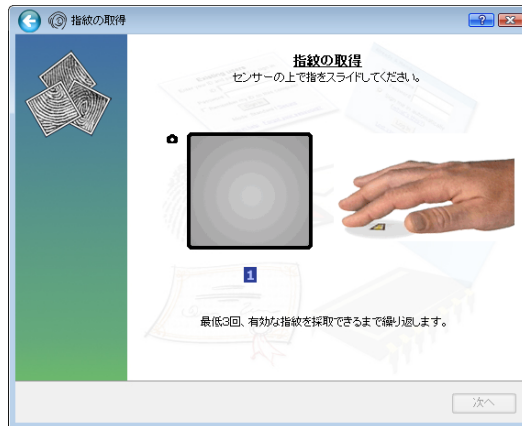 指紋の取得
指紋の取得
センサーの上で指をスライドしてください。
1
最低3回、有効な指紋を採取できるまで繰り返します。
次へ